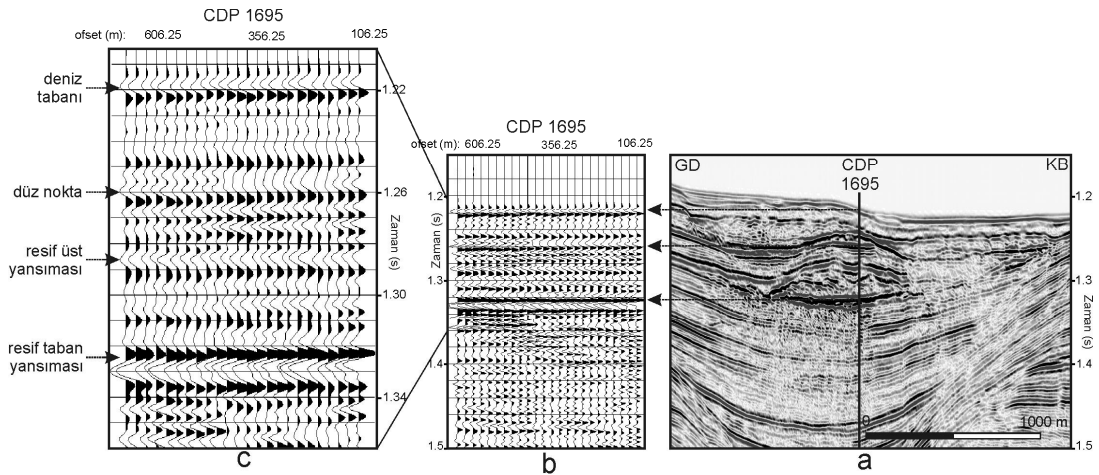 CDP 1695
ofset (m): 606.25 356.25 106.25
deniz
tabanı
düz nokta
resif üst
yansıması
resif taban
yansıması
1.22
1.26
1.30
1.34
Zaman (s)
c
CDP 1695
ofset (m): 606.25 356.25 106.25
1.2
1.3
1.4
1.5
Zaman (s)
b
GD
CDP
1695
KB
1.2
1.3
1.4
1.5
Zaman (s)
0 1000 m
a